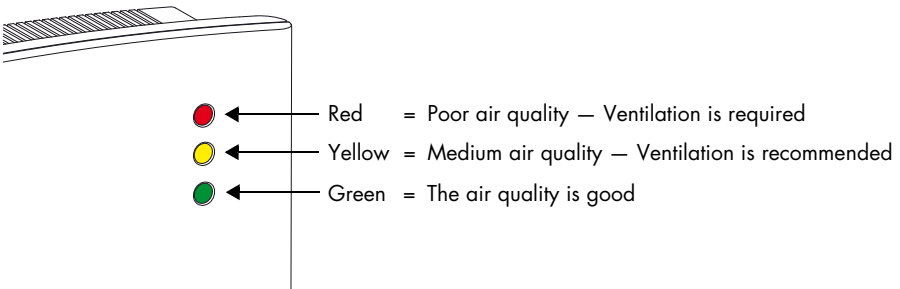 Red = Poor air quality — Ventilation is required
Yellow = Medium air quality — Ventilation is recommended
Green = The air quality is good